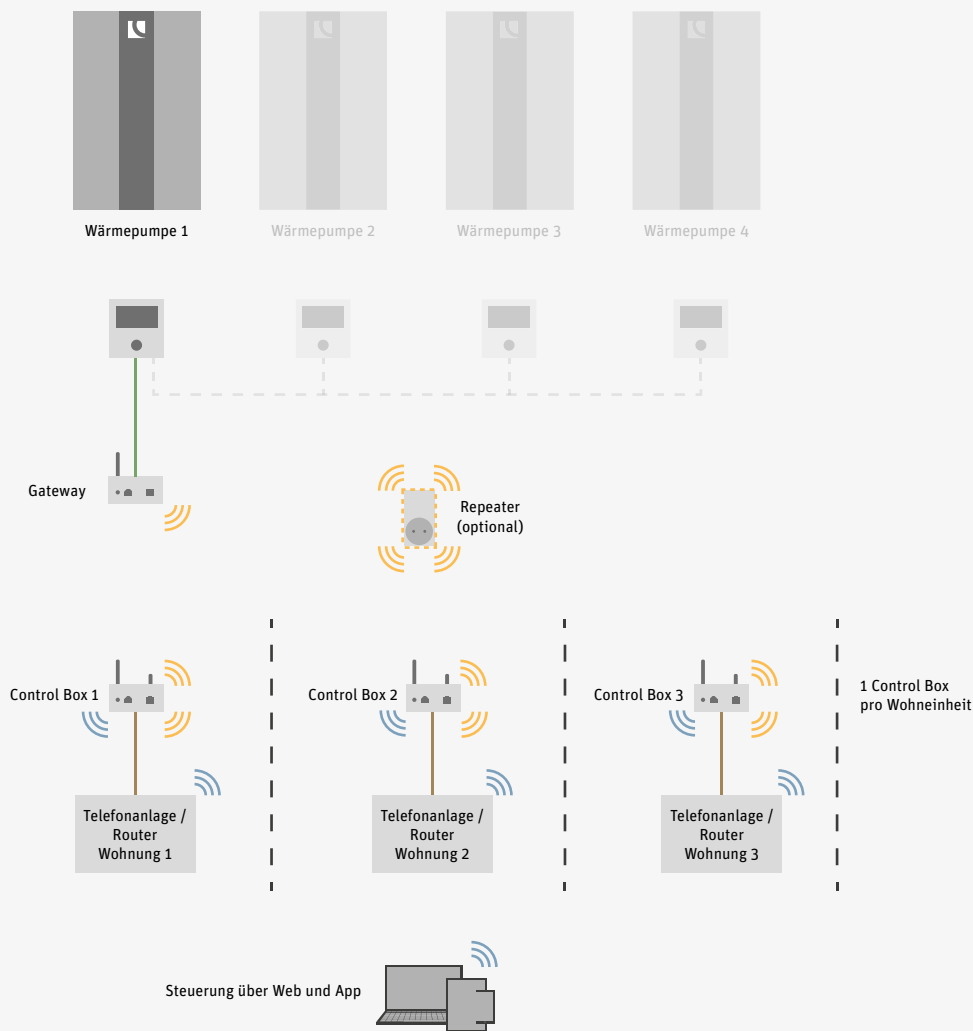 Wärmepumpe 1
Wärmepumpe 2
Wärmepumpe 3
Wärmepumpe 4
Gateway
Repeater
(optional)
Control Box 1
Control Box 2
Control Box 3
1 Control Box
pro Wohneinheit
Telefonanlage /
Router
Wohnung 1
Telefonanlage /
Router
Wohnung 2
Telefonanlage /
Router
Wohnung 3
Steuerung über Web und App